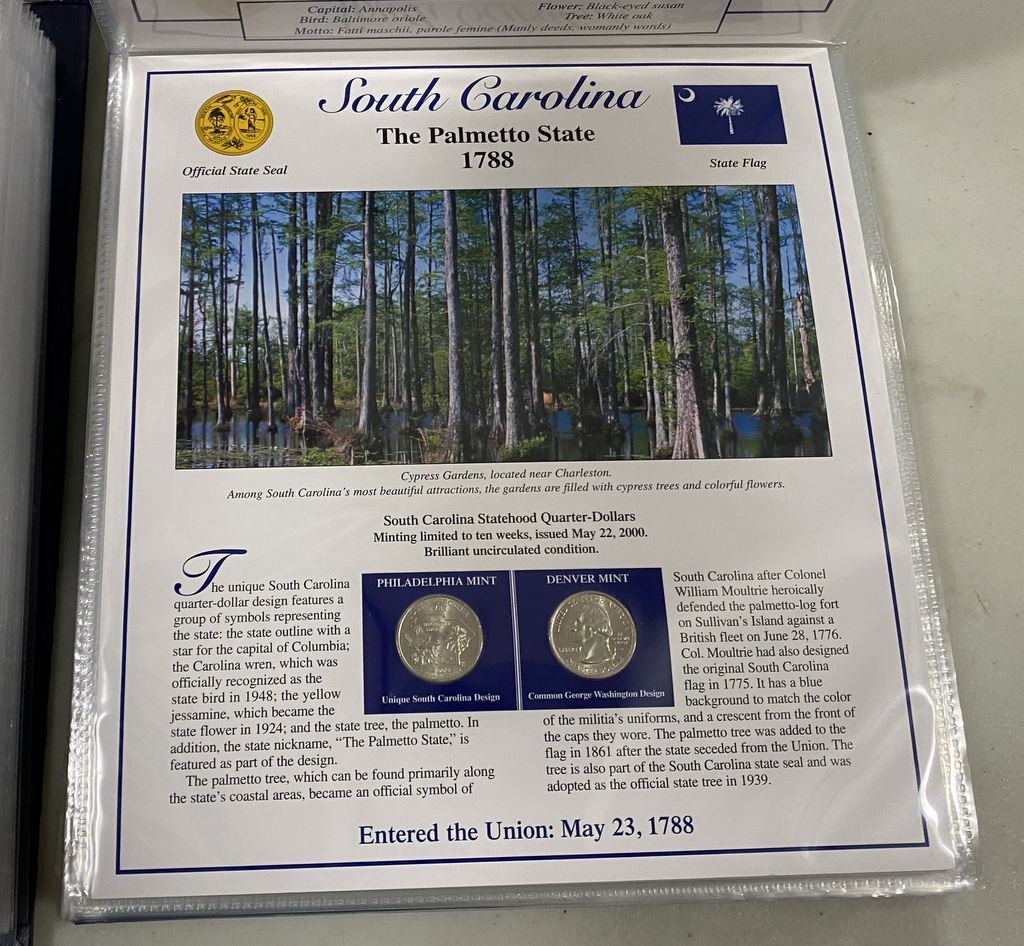 Capital: Annapolis
Flower: Black-eyed susan
Bird: Baltimore oriole
Tree: White oak
Motto: Fatti maschii, parole femine (Manly deeds, womanly words)
South Carolina
The Palmetto State
1788
Official State Seal
State Flag
Cypress Gardens, located near Charleston.
Among South Carolina's most beautiful attractions, the gardens are filled with cypress trees and colorful flowers.
South Carolina Statehood Quarter-Dollars
Minting limited to ten weeks, issued May 22, 2000.
Brilliant uncirculated condition.
The unique South Carolina
quarter-dollar design features a
group of symbols representing
the state: the state outline with a
star for the capital of Columbia;
the Carolina wren, which was
officially recognized as the
state bird in 1948; the yellow
jessamine, which became the
state flower in 1924; and the state tree, the palmetto. In
addition, the state nickname, "The Palmetto State," is
featured as part of the design.
The palmetto tree, which can be found primarily along
the state's coastal areas, became an official symbol of
PHILADELPHIA MINT
Unique South Carolina Design
DENVER MINT
LIBERTY
Common George Washington Design
South Carolina after Colonel
William Moultrie heroically
defended the palmetto-log fort
on Sullivan's Island against a
British fleet on June 28, 1776.
Col. Moultrie had also designed
the original South Carolina
flag in 1775. It has a blue
background to match the color
of the militia's uniforms, and a crescent from the front of
the caps they wore. The palmetto tree was added to the
flag in 1861 after the state seceded from the Union. The
tree is also part of the South Carolina state seal and was
adopted as the official state tree in 1939.
Entered the Union: May 23, 1788